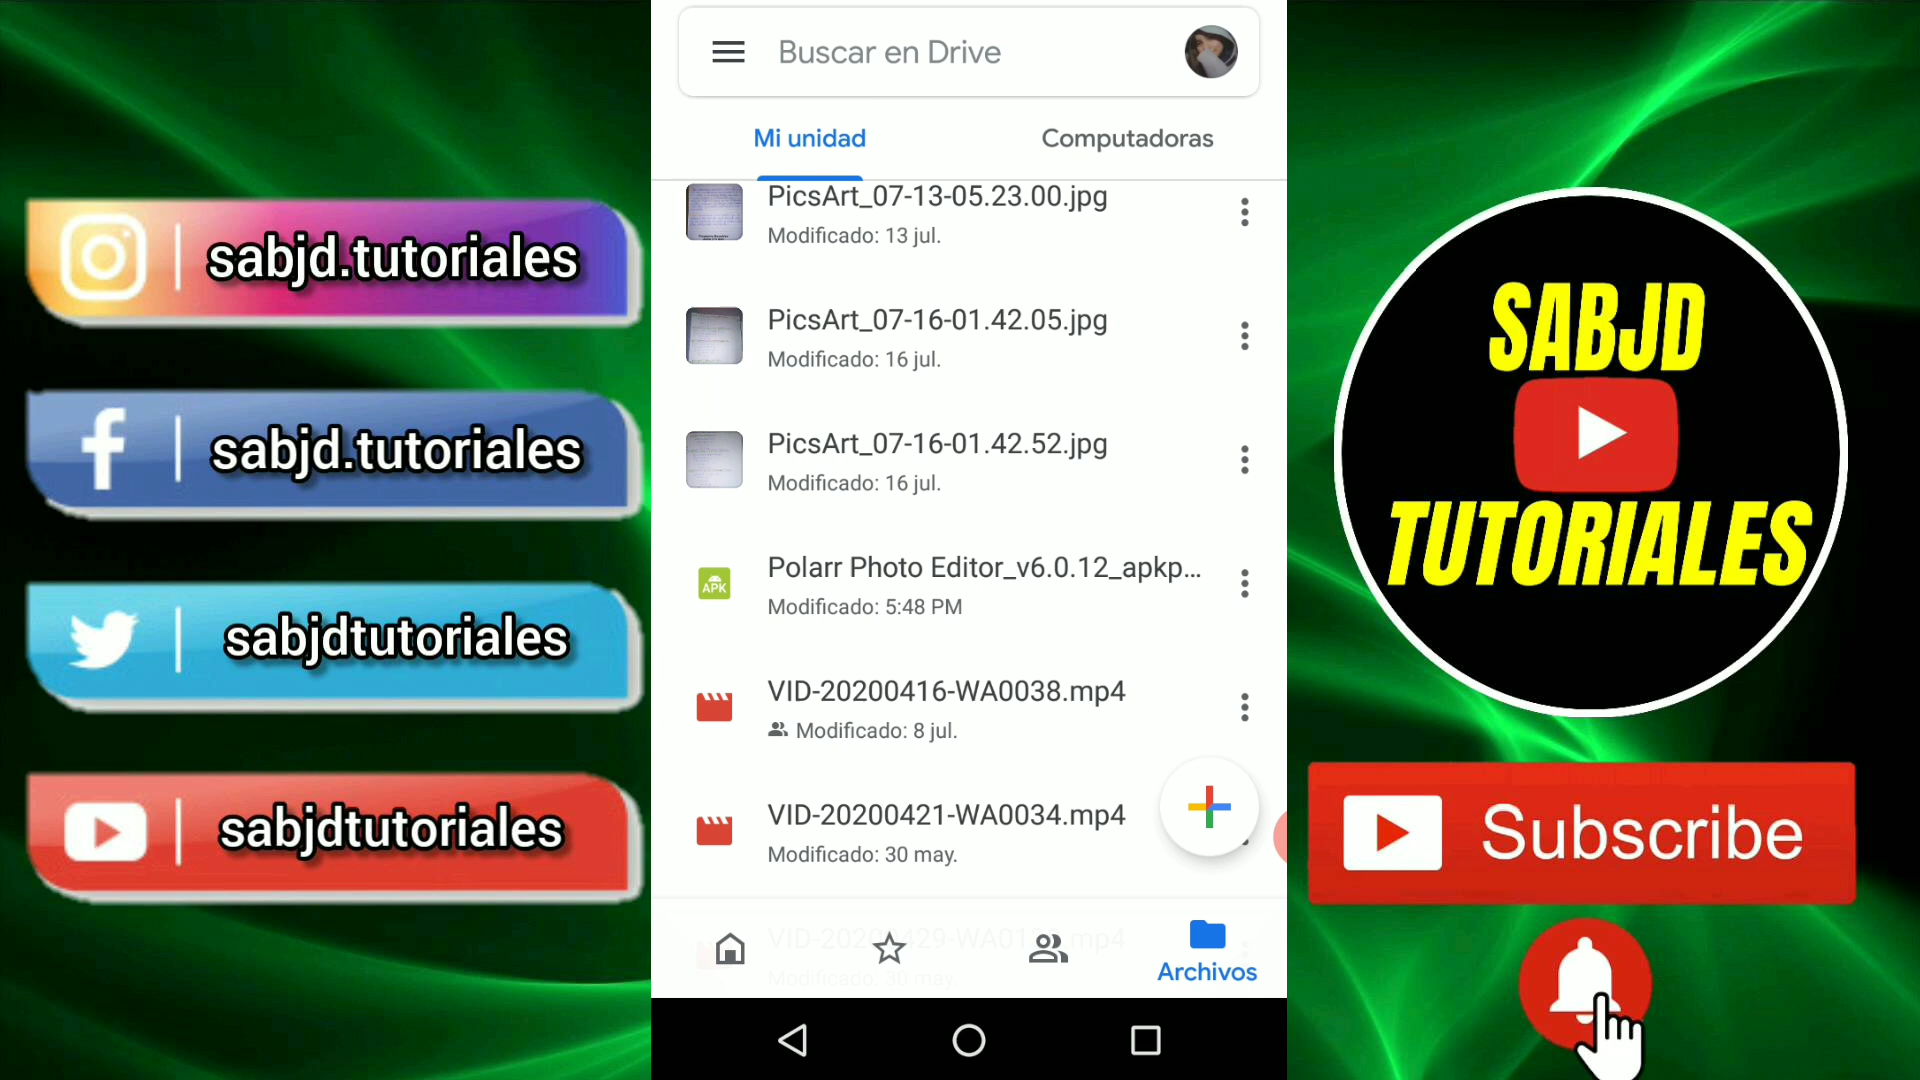 sabjd.tutoriales
sabjd.tutoriales
sabjdtutoriales
sabjdtutoriales
Buscar en Drive
Mi unidad
Computadoras
PicsArt_07-13-05.23.00.jpg
Modificado: 13 jul.
PicsArt_07-16-01.42.05.jpg
Modificado: 16 jul.
PicsArt_07-16-01.42.52.jpg
Modificado: 16 jul.
APK
Polarr Photo Editor_v6.0.12_apkp...
Modificado: 5:48 PM
VID-20200416-WA0038.mp4
Modificado: 8 jul.
VID-20200421-WA0034.mp4
Modificado: 30 may.
Modificado: 30 may.
Archivos
SABJD
TUTORIALES
Subscribe